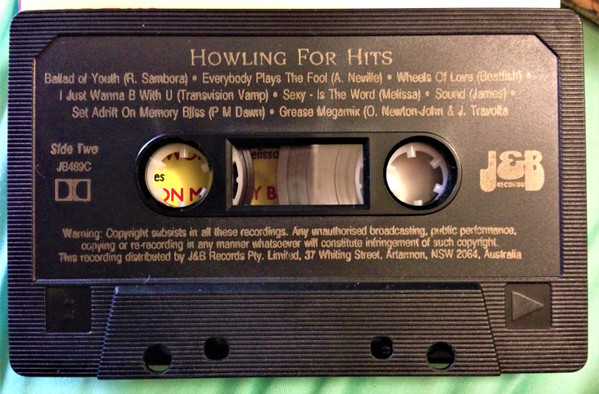 HOWLING FOR HITS
Ballad of Youth (R. Sambora) • Everybody Plays The Fool (A. Neville) • Wheels Of Love (Beatfish) •
I Just Wanna B With U (Transvision Vamp) • Sexy - Is The Word (Melissa) • Sound (James) •
Set Adrift On Memory Bliss (P M Dawn) • Grease Megamix (O. Newton-John & J. Travolta
Side Two
JB489C
es
ON M
elissa
Y B
J&B
RECORDS
Warning: Copyright subsists in all these recordings. Any unauthorised broadcasting, public performance,
copying or re-recording in any manner whatsoever will constitute infringement of such copyright.
This recording distributed by J&B Records Pty. Limited, 37 Whiting Street, Artarmon, NSW 2064, Australia